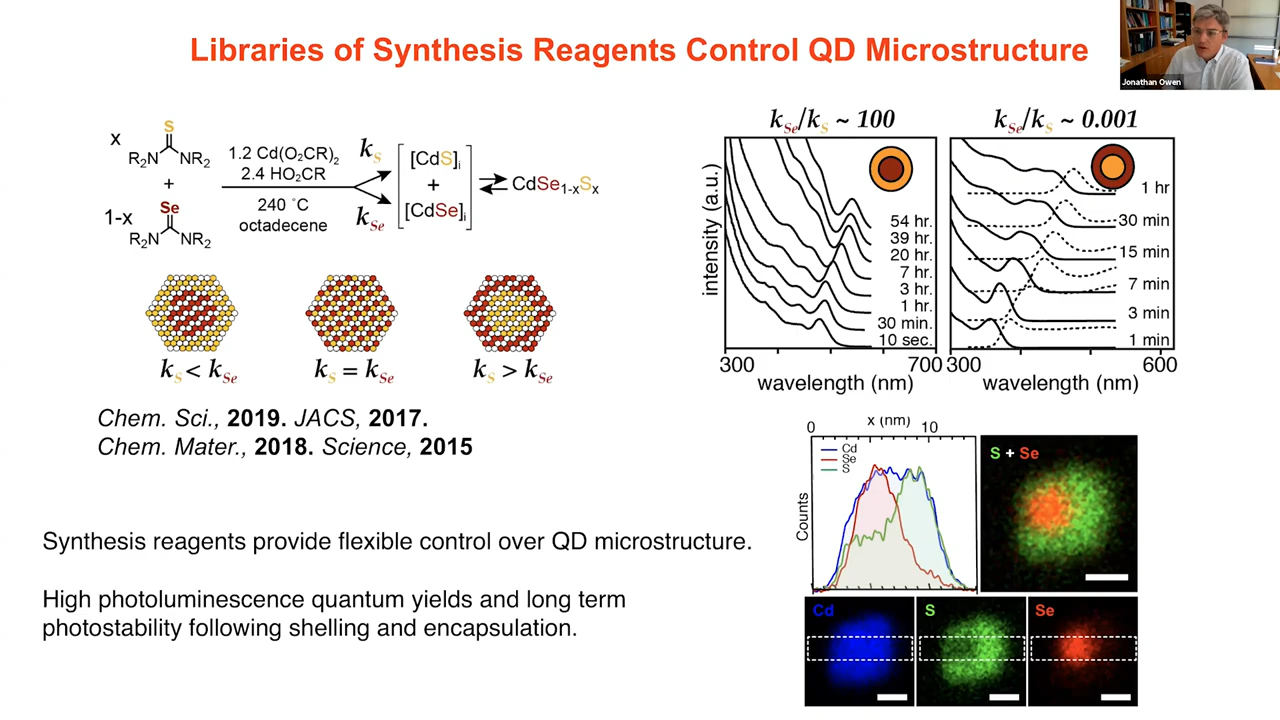 Libraries of Synthesis Reagents Control QD Microstructure
Jonathan Owen
x
S
R₂N NR₂
+
1-x
Se
R₂N NR₂
1.2 Cd(O₂CR)₂
2.4 HO₂CR
240 °C
octadecene
kS
kSe
[CdS]i
+
[CdSe]i
CdSe1-xSx
kS < kSe
kS = kSe
kS > kSe
Chem. Sci., 2019. JACS, 2017.
Chem. Mater., 2018. Science, 2015
Synthesis reagents provide flexible control over QD microstructure.
High photoluminescence quantum yields and long term
photostability following shelling and encapsulation.
kSe/kS ~ 100
intensity (a.u.)
54 hr.
39 hr.
20 hr.
7 hr.
3 hr.
1 hr.
30 min.
10 sec.
300 700
wavelength (nm)
kSe/kS ~ 0.001
1 hr
30 min
15 min
7 min
3 min
1 min
300 600
wavelength (nm)
x (nm)
0 10
Cd
Se
S
Counts
S + Se
Cd
S
Se